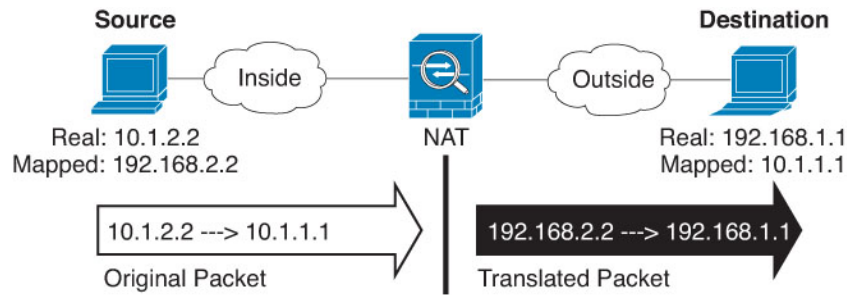 Source
Destination
Inside
Outside
Real: 10.1.2.2
Mapped: 192.168.2.2
NAT
Real: 192.168.1.1
Mapped: 10.1.1.1
10.1.2.2 ---> 10.1.1.1
192.168.2.2 ---> 192.168.1.1
Original Packet
Translated Packet